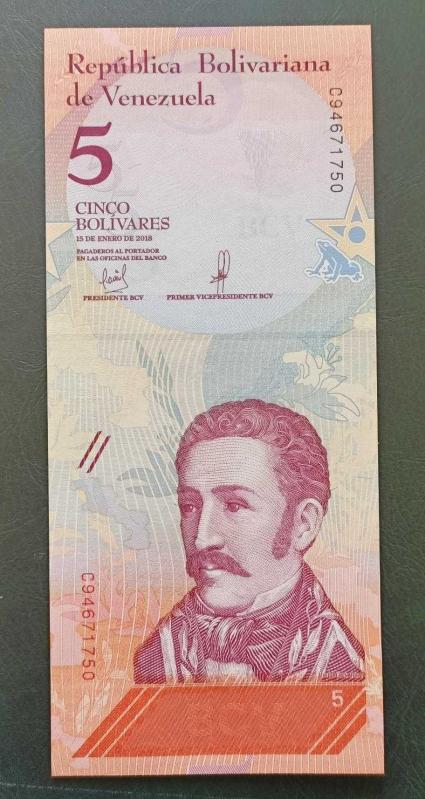 República Bolivariana
de Venezuela
C94671750
5
CINCO
BOLÍVARES
15 DE ENERO DE 2018
PAGADEROS AL PORTADOR
EN LAS OFICINAS DEL BANCO
PRESIDENTE BCV
PRIMER VICEPRESIDENTE BCV
C94671750
5
BCV